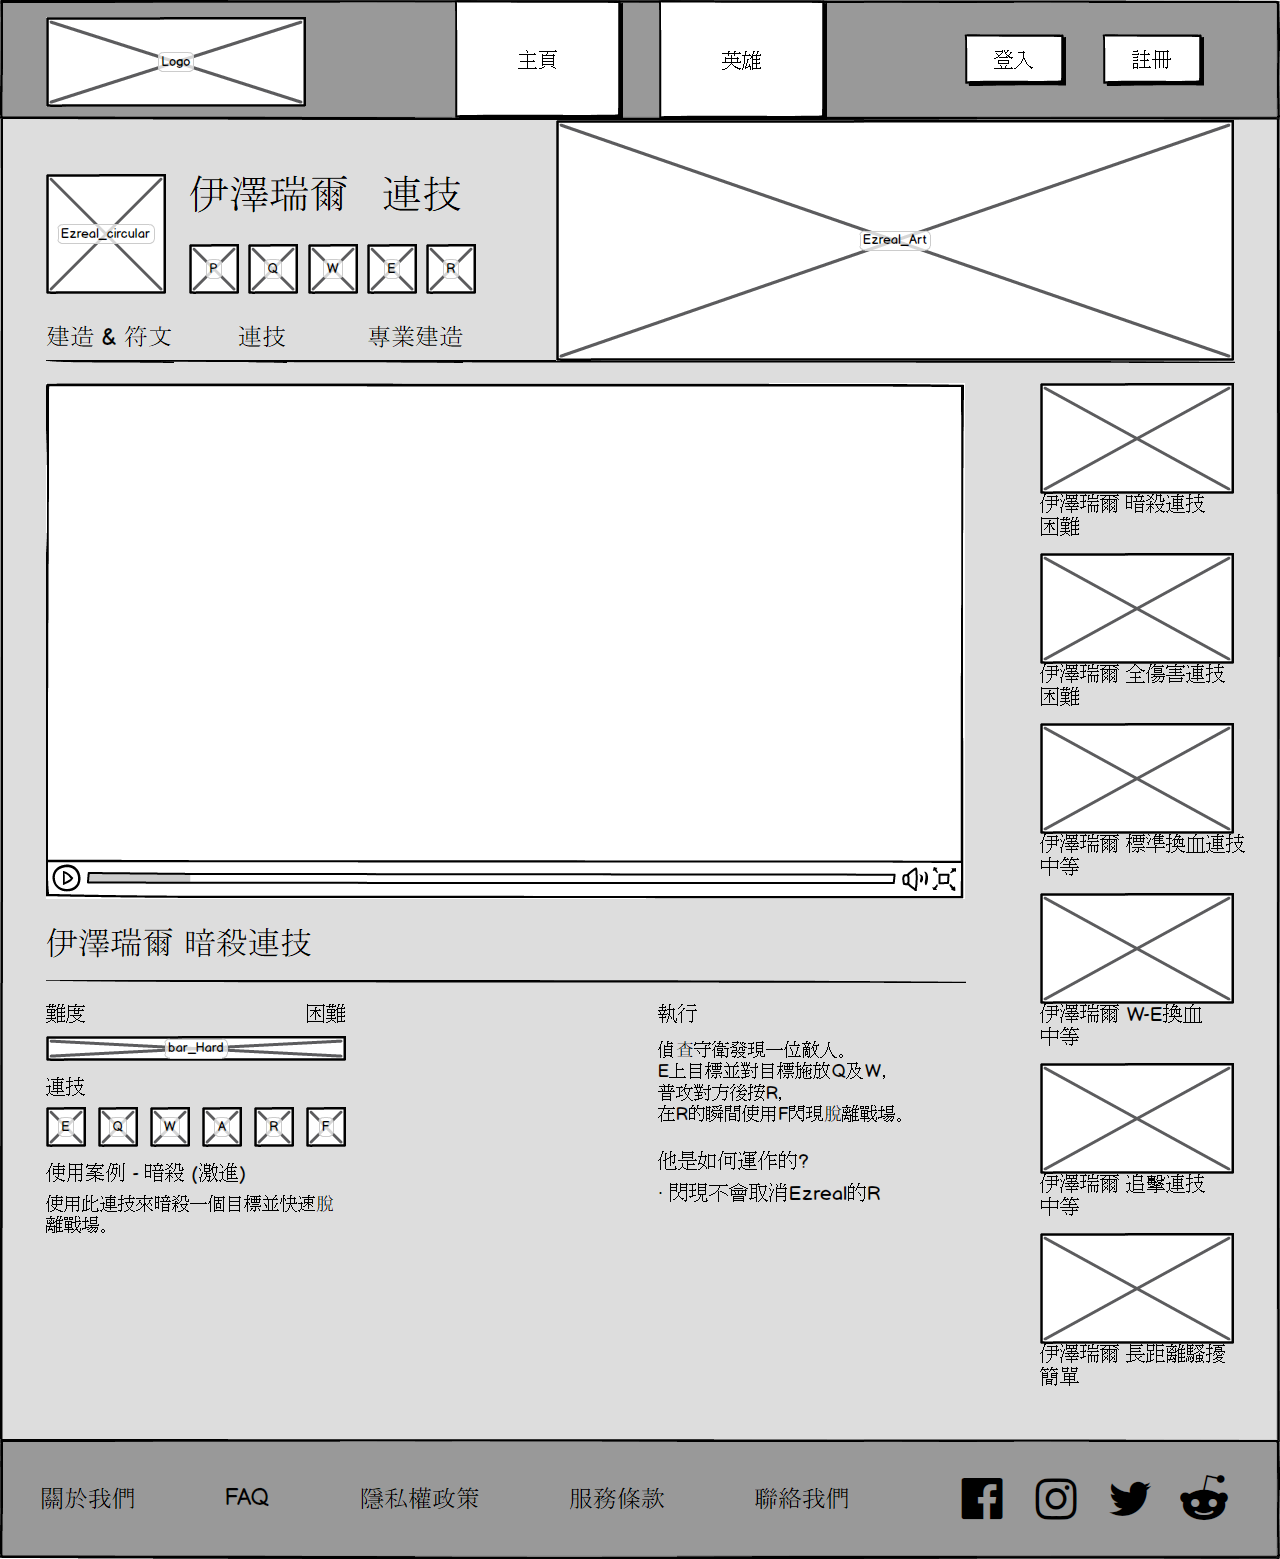 Logo
主頁
英雄
登入
註冊
Ezreal_circular
伊澤瑞爾 連技
P Q W E R
Ezreal_Art
建造 & 符文 連技 專業建造
伊澤瑞爾 暗殺連技
困難
伊澤瑞爾 全傷害連技
困難
伊澤瑞爾 標準換血連技
中等
伊澤瑞爾 W-E換血
中等
伊澤瑞爾 追擊連技
中等
伊澤瑞爾 長距離騷擾
簡單
伊澤瑞爾 暗殺連技
難度 困難
bar_Hard
連技
E Q W A R F
使用案例 - 暗殺 (激進)
使用此連技來暗殺一個目標並快速脫
離戰場。
執行
偵查守衛發現一位敵人。
E上目標並對目標施放Q及W,
普攻對方後按R,
在R的瞬間使用F閃現脫離戰場。
他是如何運作的?
· 閃現不會取消Ezreal的R
關於我們 FAQ 隱私權政策 服務條款 聯絡我們